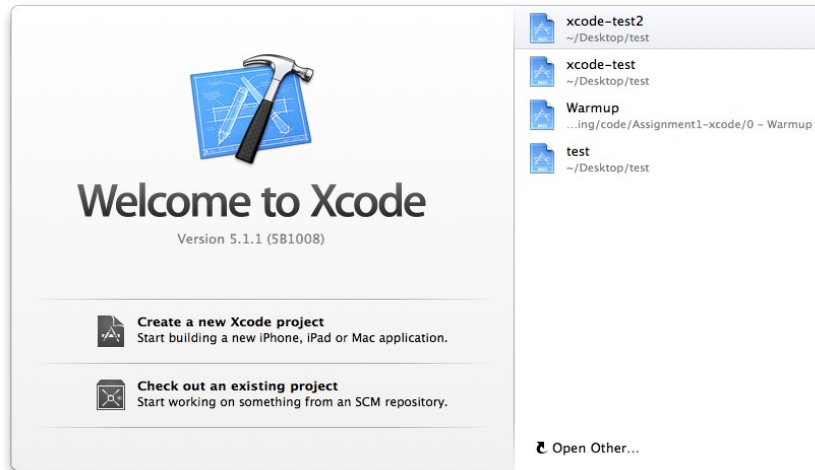 Welcome to Xcode
Version 5.1.1 (5B1008)
Create a new Xcode project
Start building a new iPhone, iPad or Mac application.
Check out an existing project
Start working on something from an SCM repository.
xcode-test2
~/Desktop/test
xcode-test
~/Desktop/test
Warmup
...ing/code/Assignment1-xcode/0 - Warmup
test
~/Desktop/test
Open Other...